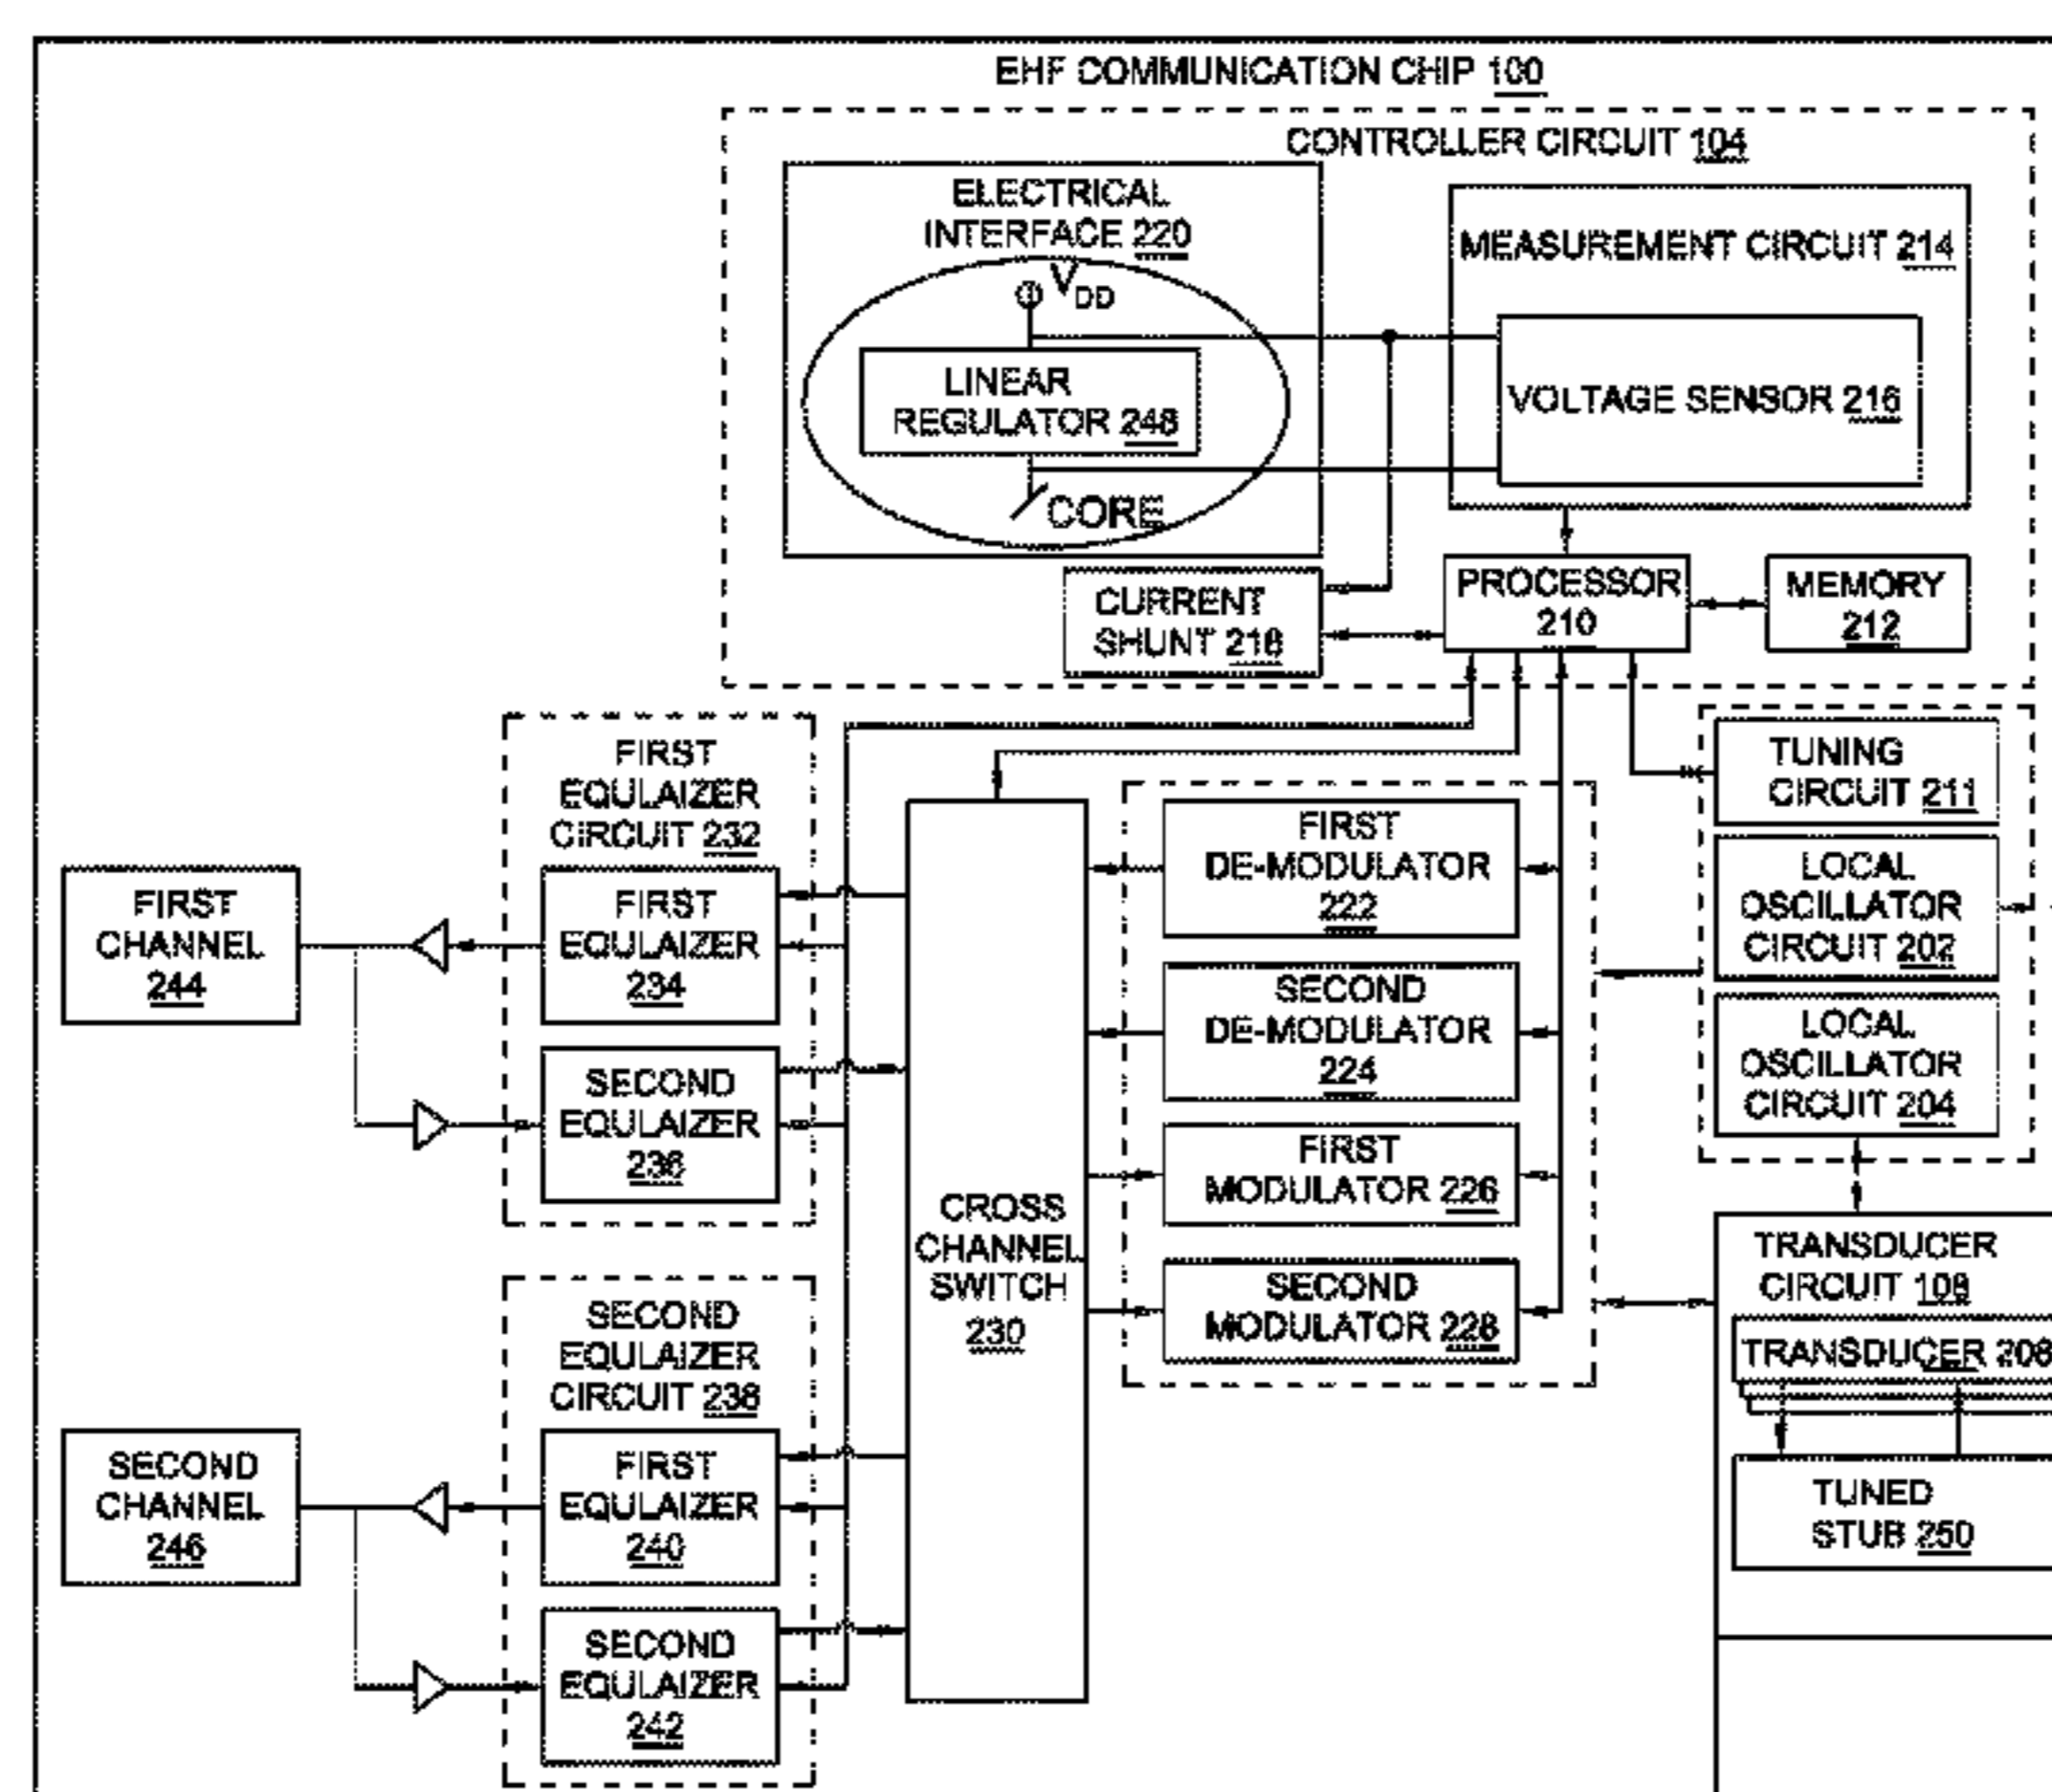 EHF COMMUNICATION CHIP 100
CONTROLLER CIRCUIT 104
ELECTRICAL
INTERFACE 220
VDD
LINEAR
REGULATOR 248
CORE
MEASUREMENT CIRCUIT 214
VOLTAGE SENSOR 216
CURRENT
SHUNT 218
PROCESSOR
210
MEMORY
212
FIRST
EQULAIZER
CIRCUIT 232
FIRST
CHANNEL
244
FIRST
EQULAIZER
234
SECOND
EQULAIZER
236
SECOND
EQULAIZER
CIRCUIT 238
SECOND
CHANNEL
246
FIRST
EQULAIZER
240
SECOND
EQULAIZER
242
CROSS
CHANNEL
SWITCH
230
FIRST
DE-MODULATOR
222
SECOND
DE-MODULATOR
224
FIRST
MODULATOR 226
SECOND
MODULATOR 228
TUNING
CIRCUIT 211
LOCAL
OSCILLATOR
CIRCUIT 202
LOCAL
OSCILLATOR
CIRCUIT 204
TRANSDUCER
CIRCUIT 108
TRANSDUCER 208
TUNED
STUB 250